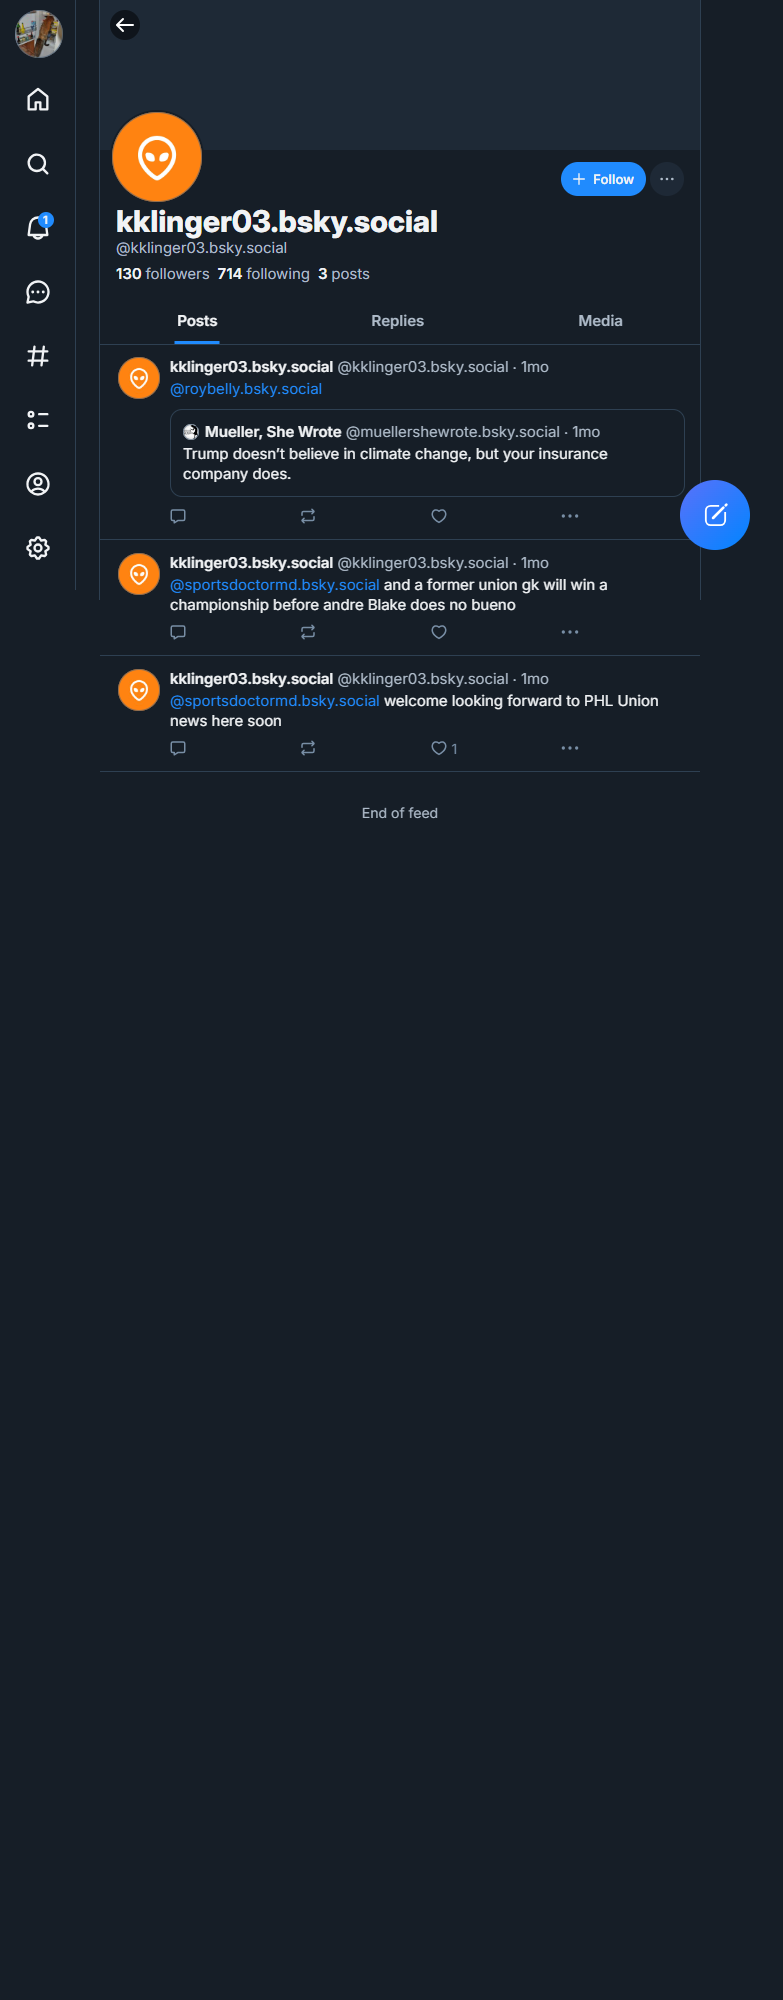 1
+ Follow
kklinger03.bsky.social
@kklinger03.bsky.social
130 followers 714 following 3 posts
Posts Replies Media
kklinger03.bsky.social @kklinger03.bsky.social · 1mo
@roybelly.bsky.social
Mueller, She Wrote @muellershewrote.bsky.social · 1mo
Trump doesn’t believe in climate change, but your insurance
company does.
kklinger03.bsky.social @kklinger03.bsky.social · 1mo
@sportsdoctormd.bsky.social and a former union gk will win a
championship before andre Blake does no bueno
kklinger03.bsky.social @kklinger03.bsky.social · 1mo
@sportsdoctormd.bsky.social welcome looking forward to PHL Union
news here soon
1
End of feed